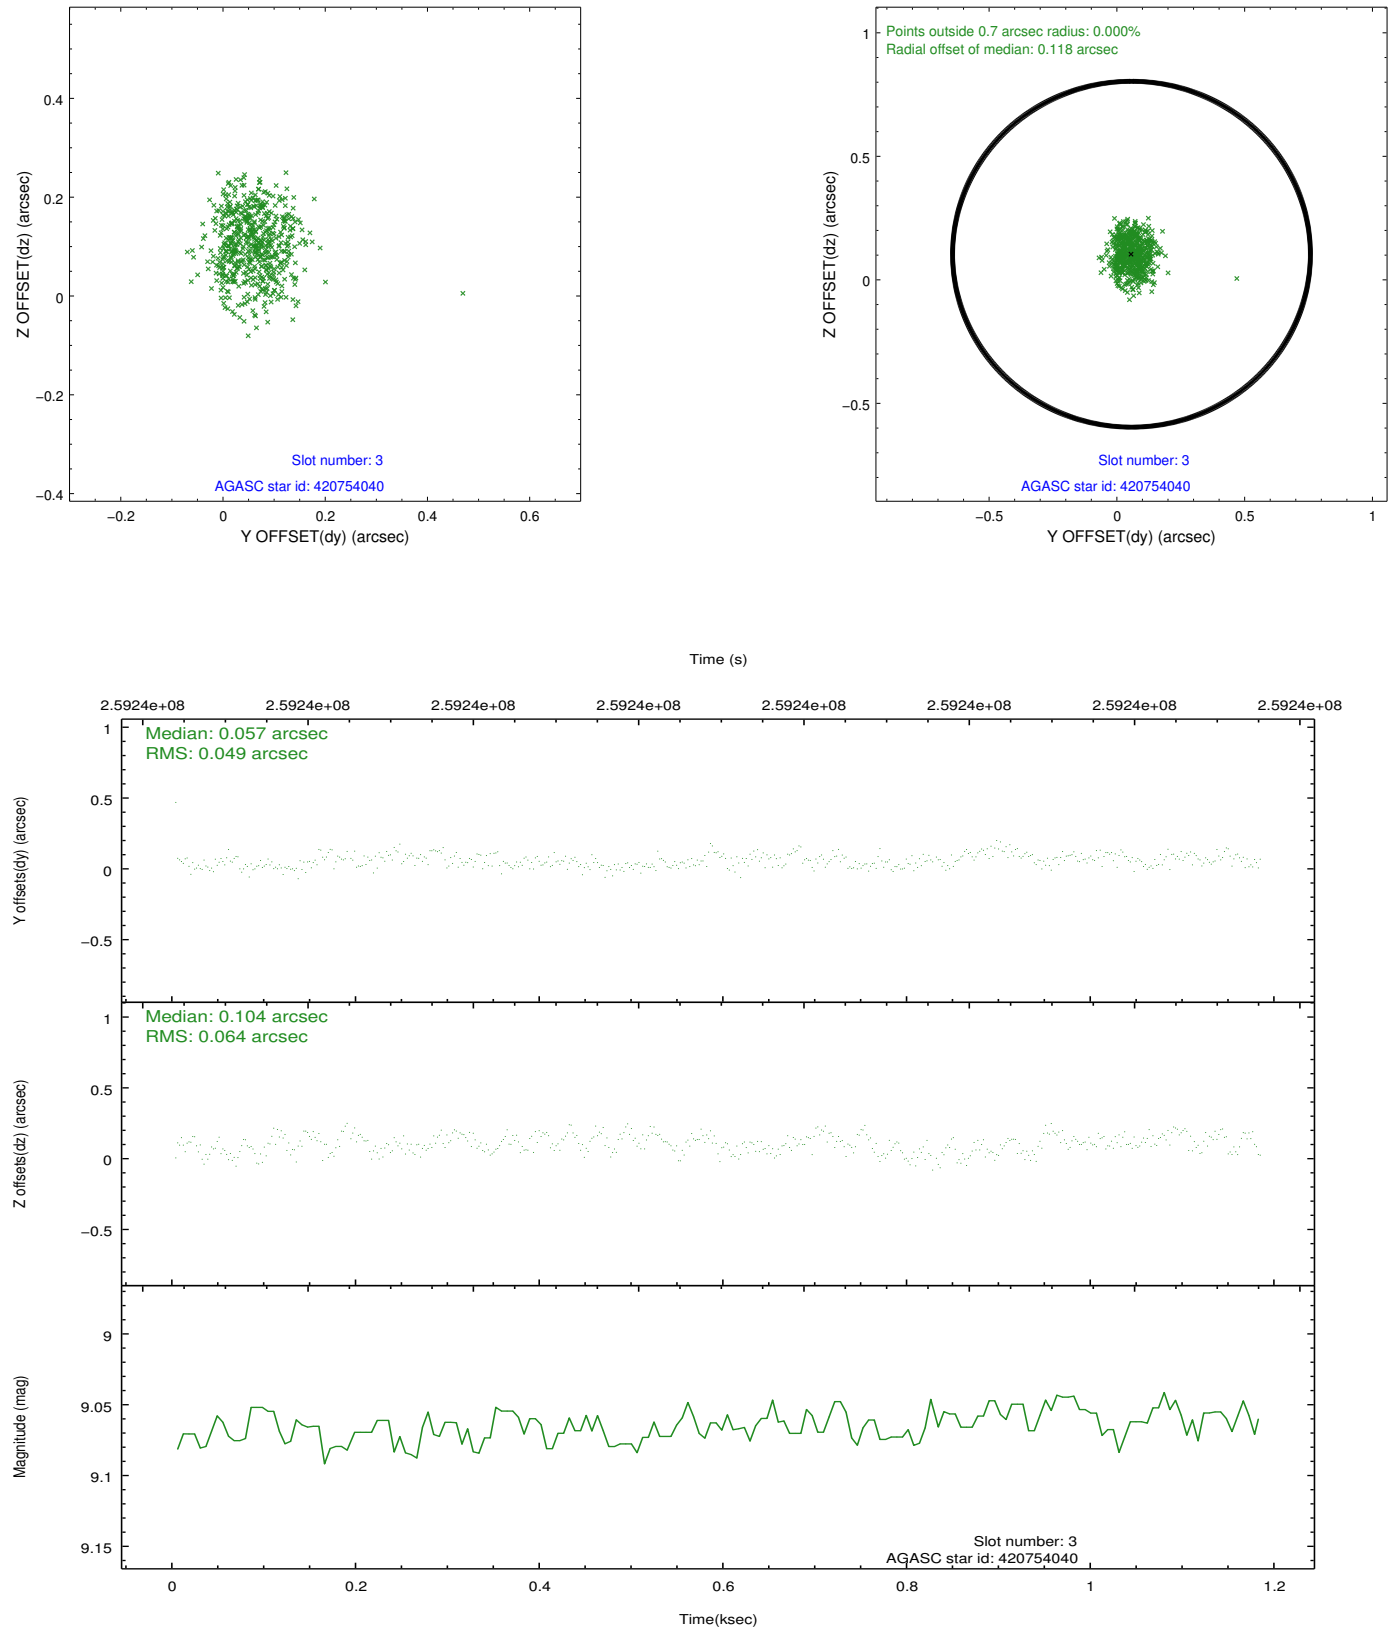 0.4
0.2
0
−0.2
−0.4
Z OFFSET(dz) (arcsec)
Slot number: 3
AGASC star id: 420754040
−0.2 0 0.2 0.4 0.6
Y OFFSET(dy) (arcsec)
Points outside 0.7 arcsec radius: 0.000%
Radial offset of median: 0.118 arcsec
1
0.5
0
−0.5
Z OFFSET(dz) (arcsec)
Slot number: 3
AGASC star id: 420754040
−0.5 0 0.5 1
Y OFFSET(dy) (arcsec)
Time (s)
2.5924e+08 2.5924e+08 2.5924e+08 2.5924e+08 2.5924e+08 2.5924e+08 2.5924e+08 2.5924e+08
Median: 0.057 arcsec
RMS: 0.049 arcsec
1
0.5
0
−0.5
Y offsets(dy) (arcsec)
Median: 0.104 arcsec
RMS: 0.064 arcsec
1
0.5
0
−0.5
Z offsets(dz) (arcsec)
9
9.05
9.1
9.15
Magnitude (mag)
Slot number: 3
AGASC star id: 420754040
0 0.2 0.4 0.6 0.8 1 1.2
Time(ksec)